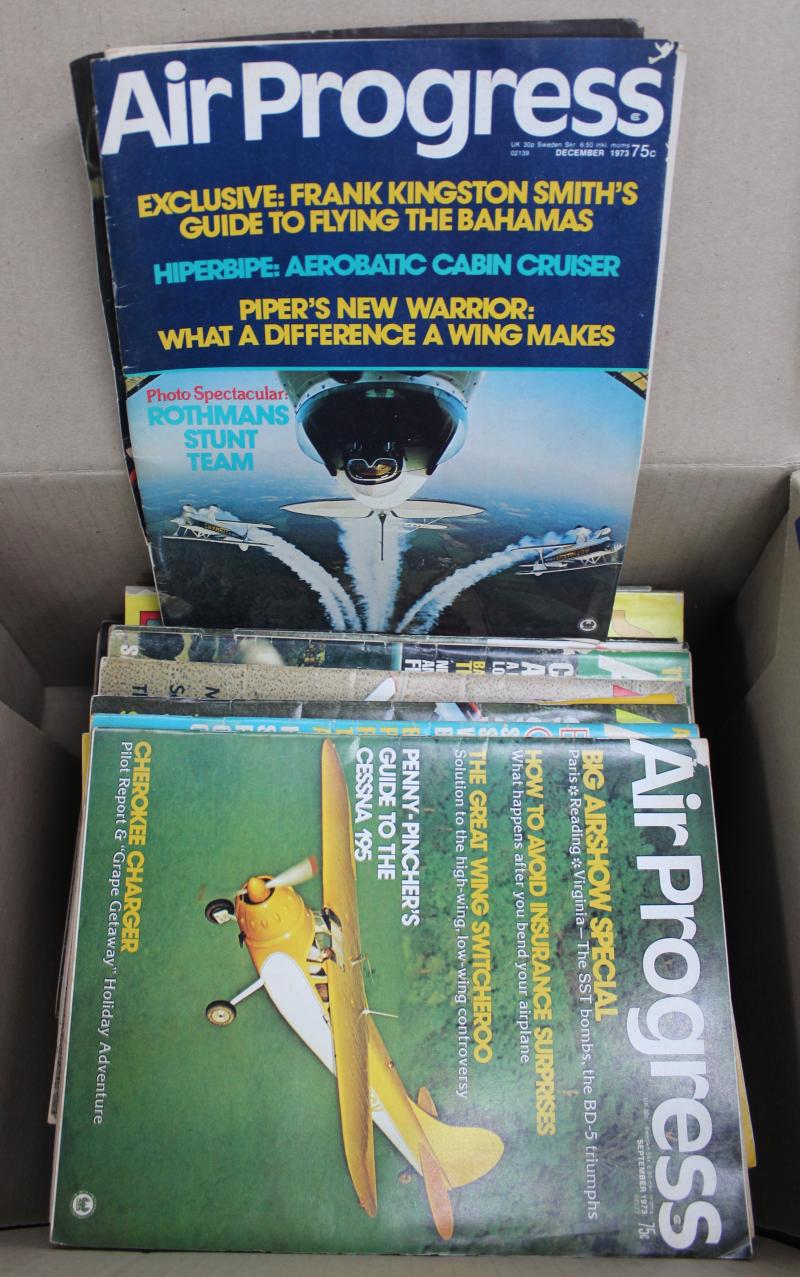 Air Progress
UK 30p Sweden Skr 6.50 inkl. moms
02139 DECEMBER 1973 75c
EXCLUSIVE: FRANK KINGSTON SMITH'S
GUIDE TO FLYING THE BAHAMAS
HIPERBIPE: AEROBATIC CABIN CRUISER
PIPER'S NEW WARRIOR:
WHAT A DIFFERENCE A WING MAKES
Photo Spectacular:
ROTHMANS
STUNT
TEAM
Air Progress
SEPTEMBER 1973 75c
BIG AIRSHOW SPECIAL
Paris * Reading * Virginia—The SST bombs, the BD-5 triumphs
HOW TO AVOID INSURANCE SURPRISES
What happens after you bend your airplane
THE GREAT WING SWITCHEROO
Solution to the high-wing, low-wing controversy
PENNY-PINCHER'S
GUIDE TO THE
CESSNA 195
CHEROKEE CHARGER
Pilot Report & "Grape Getaway" Holiday Adventure